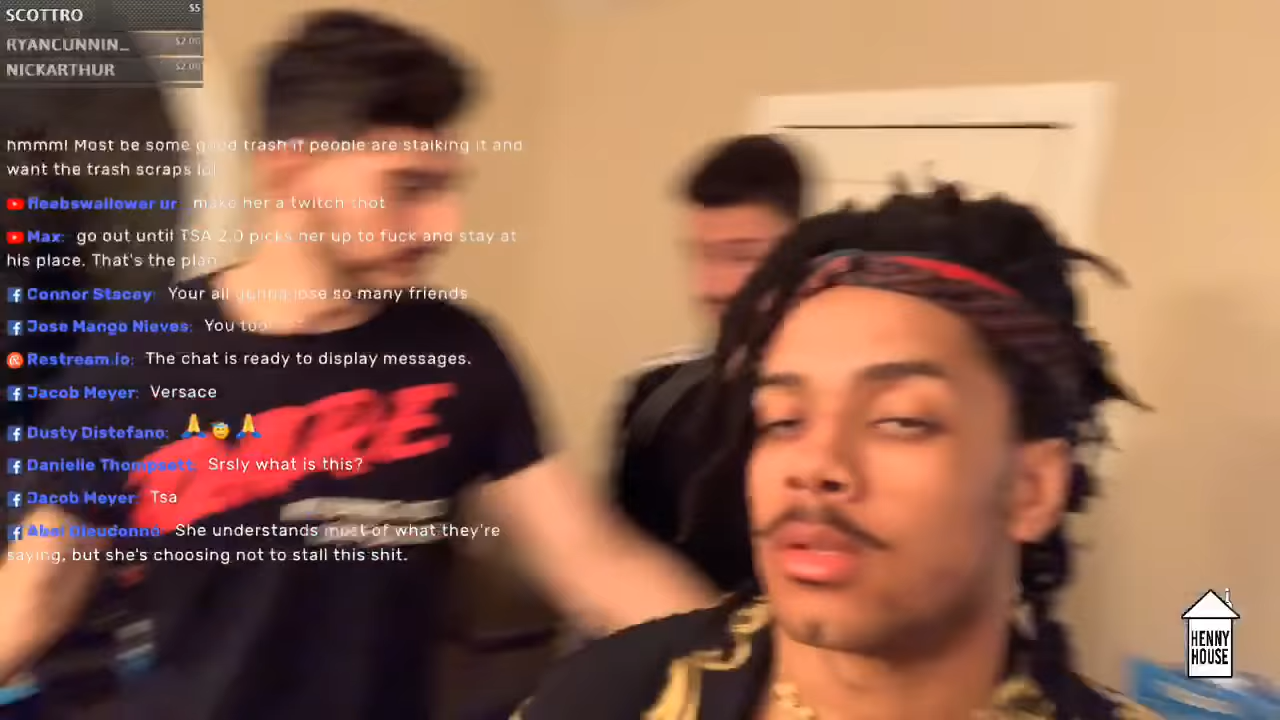 SCOTTRO $5
RYANCUNNIN_ $2.00
NICKARTHUR $2.00
hmmm! Most be some good trash if people are stalking it and
want the trash scraps lol
make her a twitch thot
Max: go out until TSA 2.0 picks her up to fuck and stay at
his place. That's the plan
Connor Stacey: Your all gunna lose so many friends
Jose Mango Nieves: You too
Restream.io: The chat is ready to display messages.
Jacob Meyer: Versace
Dusty Distefano: 🙏😇🙏
Danielle Thompsett: Srsly what is this?
Jacob Meyer: Tsa
Abel Dieudonne: She understands most of what they're
saying, but she's choosing not to stall this shit.
HENNY
HOUSE